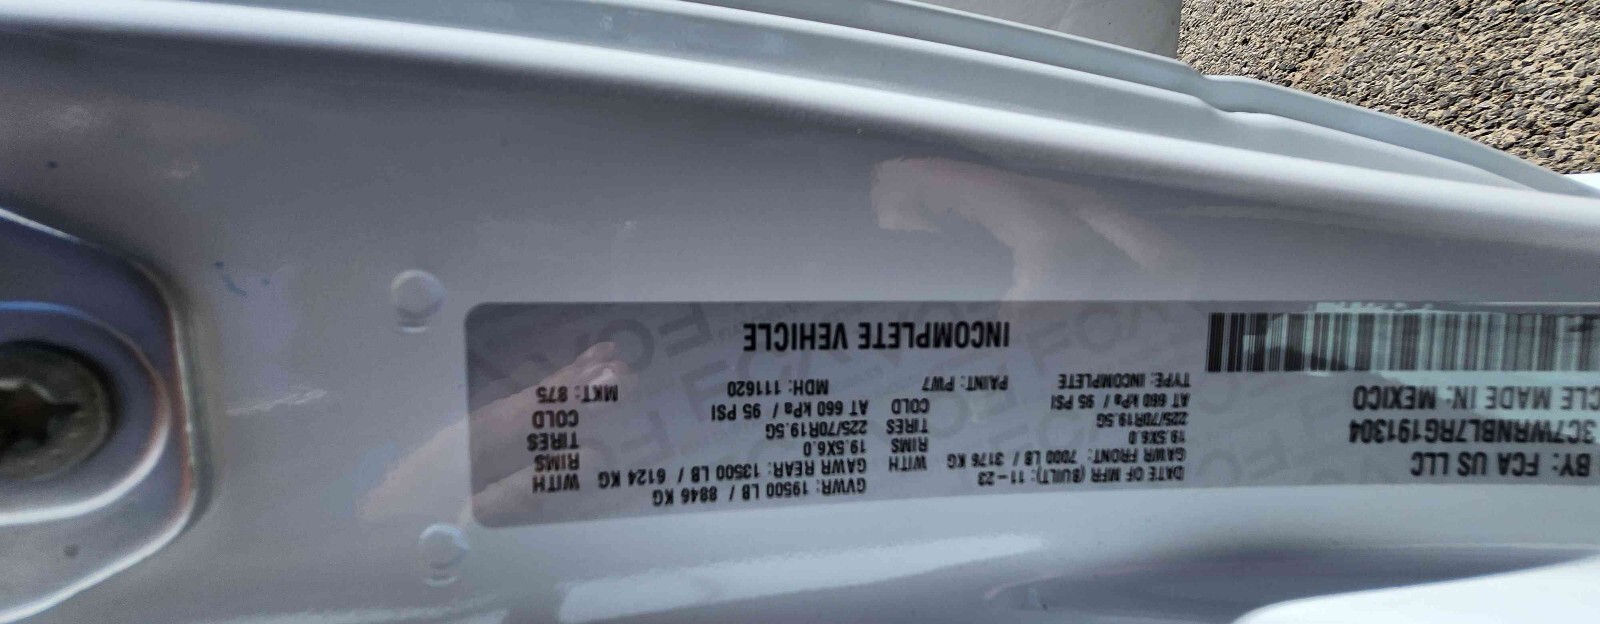 BY: FCA US LLC
DATE OF MFR (BUILT): 11-23
GVWR: 19500 LB / 8846 KG
GAWR FRONT: 7000 LB / 3176 KG WITH
GAWR REAR: 13500 LB / 6124 KG WITH
3C7WRNBL7RG191304
19.5X6.0 RIMS
19.5X6.0 RIMS
225/70R19.5G TIRES
225/70R19.5G TIRES
CLE MADE IN: MEXICO
AT 660 kPa / 95 PSI COLD
AT 660 kPa / 95 PSI COLD
TYPE: INCOMPLETE PAINT: PW7 MDH: 111620 MKT: 875
INCOMPLETE VEHICLE